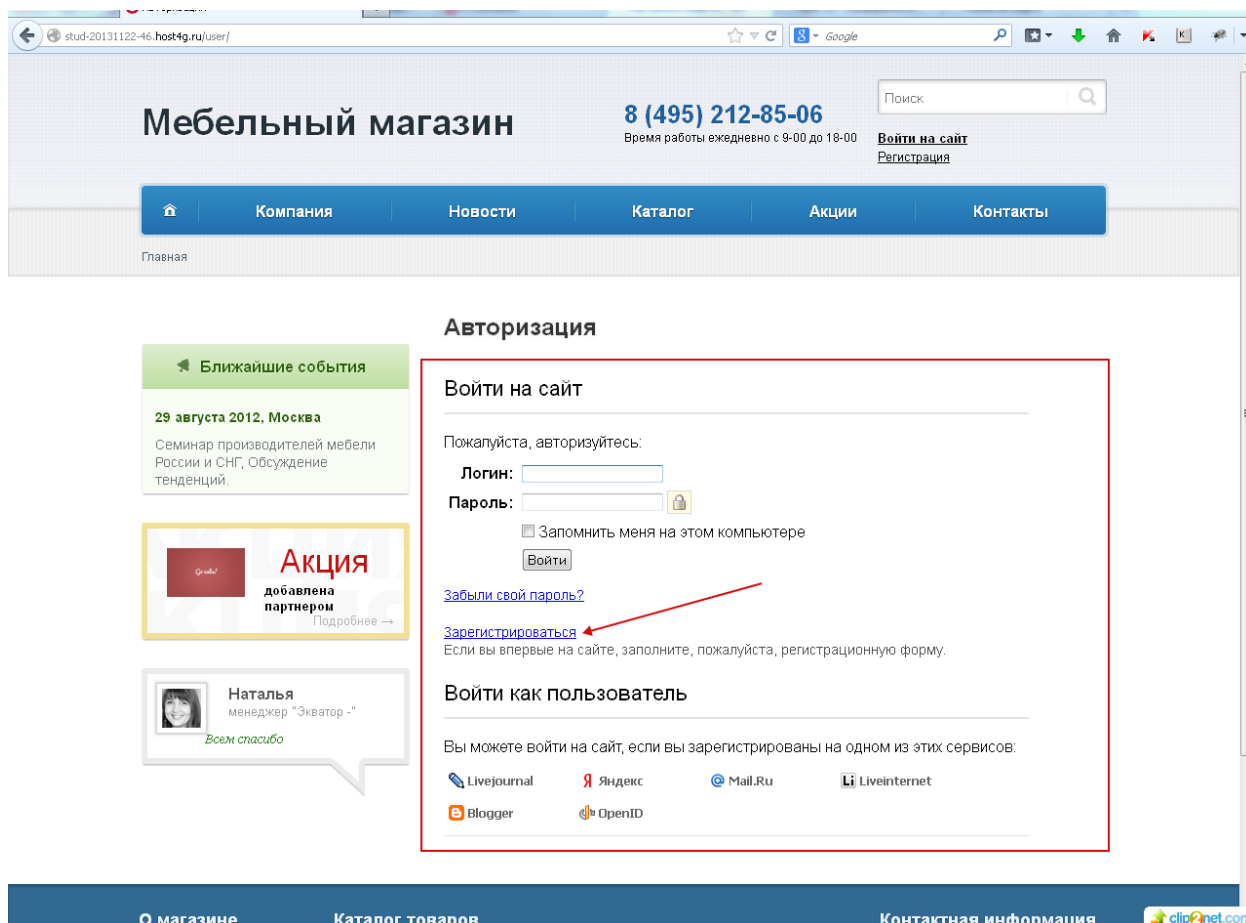 stud-20131122-46.host4g.ru/user/
Google
Мебельный магазин
8 (495) 212-85-06
Время работы ежедневно с 9-00 до 18-00
Поиск
Войти на сайт
Регистрация
Компания
Новости
Каталог
Акции
Контакты
Главная
Авторизация
Ближайшие события
29 августа 2012, Москва
Семинар производителей мебели
России и СНГ, Обсуждение
тенденций.
Акция
добавлена
партнером
Подробнее →
Наталья
менеджер "Экватор -"
Всем спасибо
Войти на сайт
Пожалуйста, авторизуйтесь:
Логин:
Пароль:
Запомнить меня на этом компьютере
Войти
Забыли свой пароль?
Зарегистрироваться
Если вы впервые на сайте, заполните, пожалуйста, регистрационную форму.
Войти как пользователь
Вы можете войти на сайт, если вы зарегистрированы на одном из этих сервисов:
Livejournal
Я Яндекс
@ Mail.Ru
Li Liveinternet
Blogger
OpenID
О магазине
Каталог товаров
Контактная информация
clip2net.com